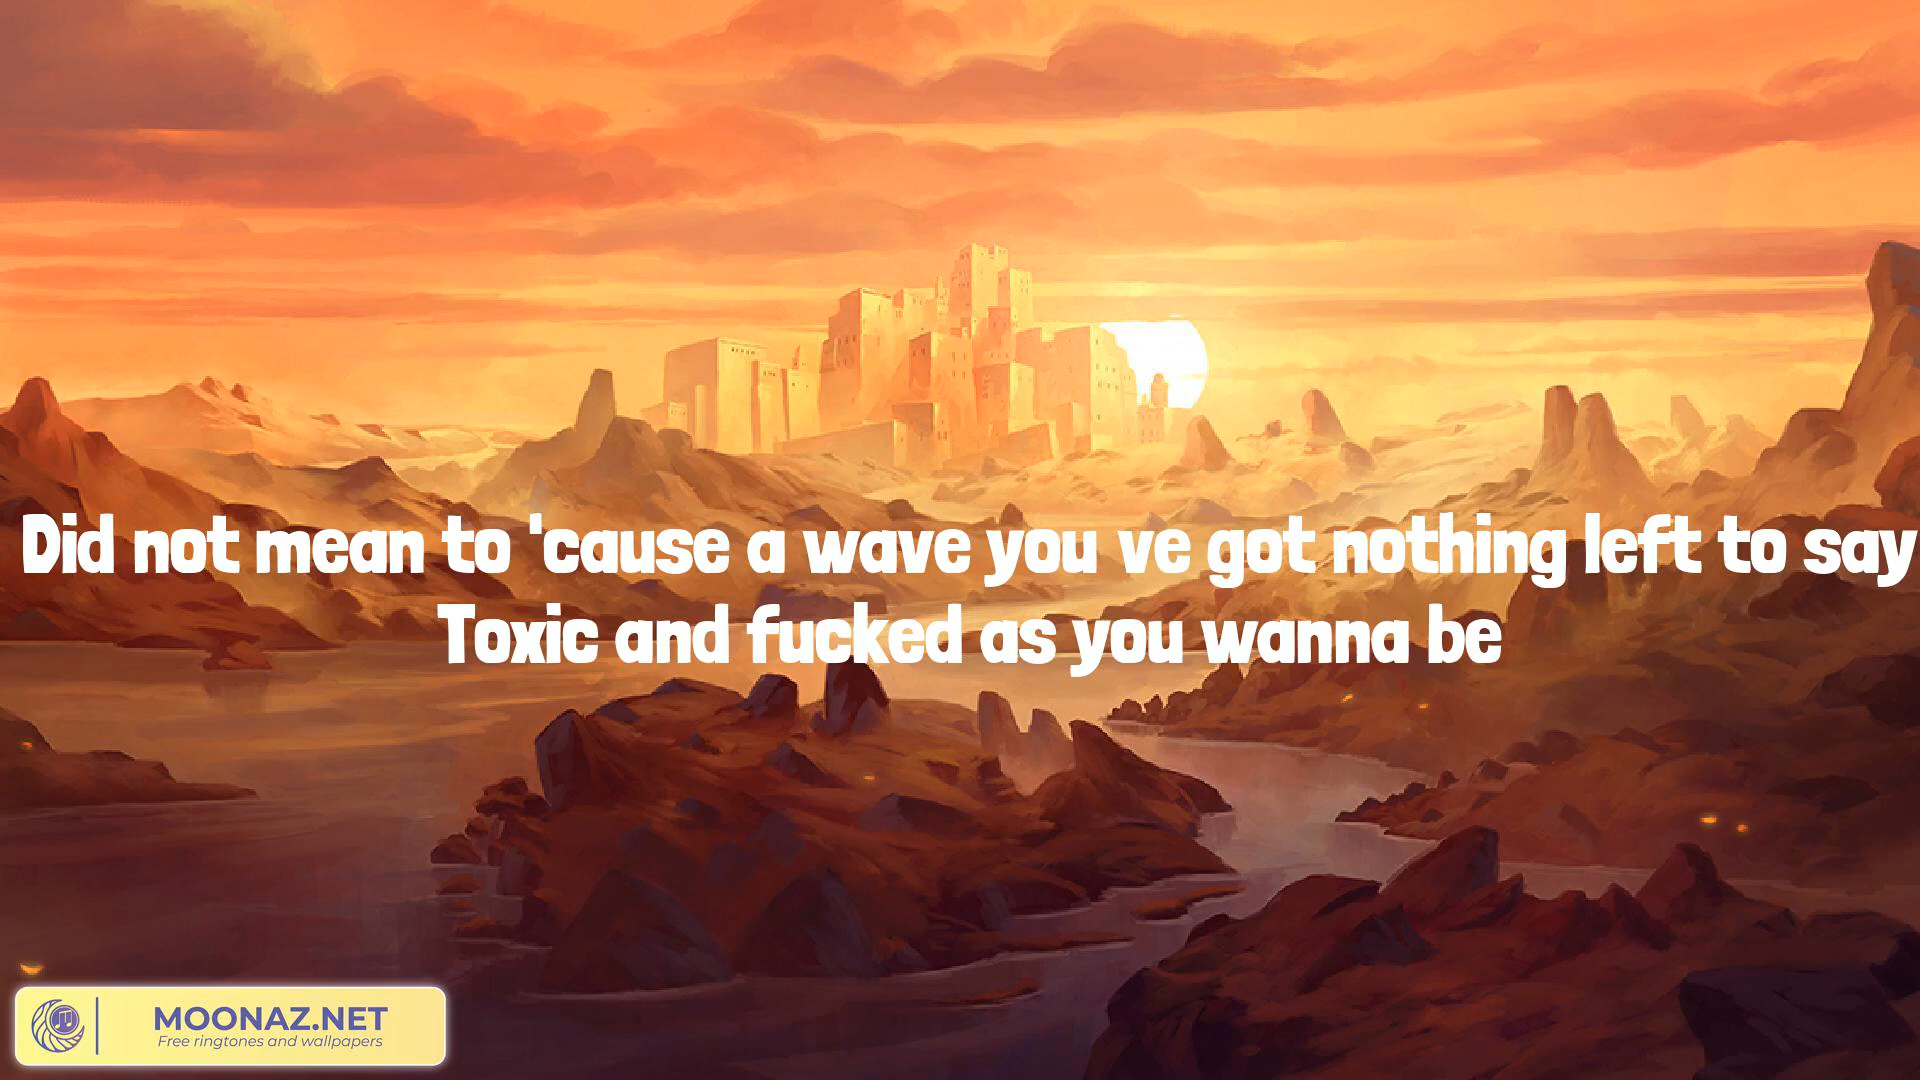 Did not mean to 'cause a wave you ve got nothing left to say
Toxic and fucked as you wanna be
MOONAZ.NET
Free ringtones and wallpapers